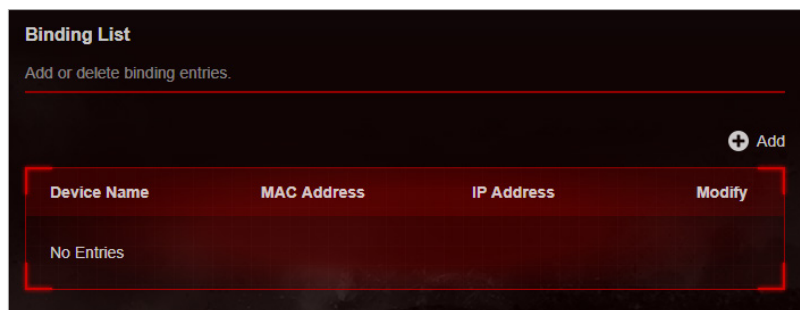 Binding List
Add or delete binding entries.
Add
Device Name MAC Address IP Address Modify
No Entries